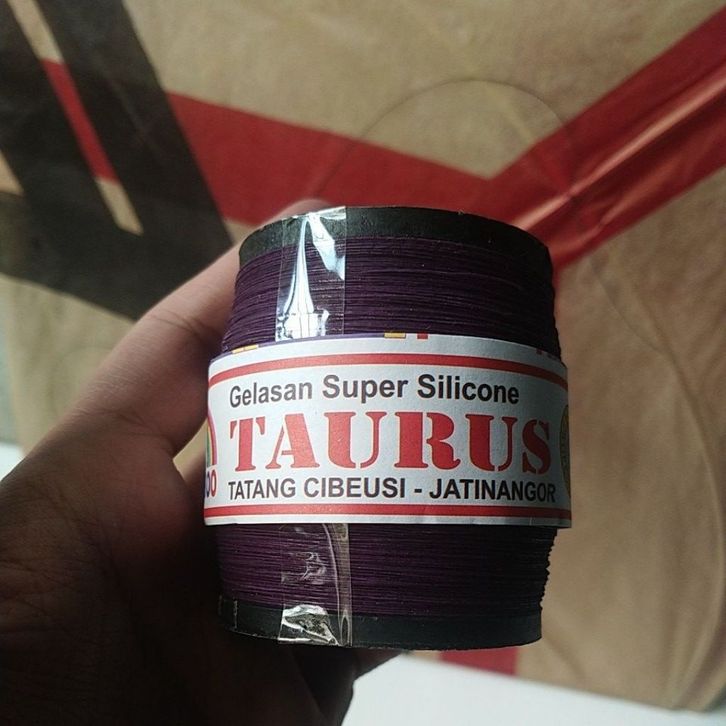 Gelasan Super Silicone
TAURUS
TATANG CIBEUSI - JATINANGOR